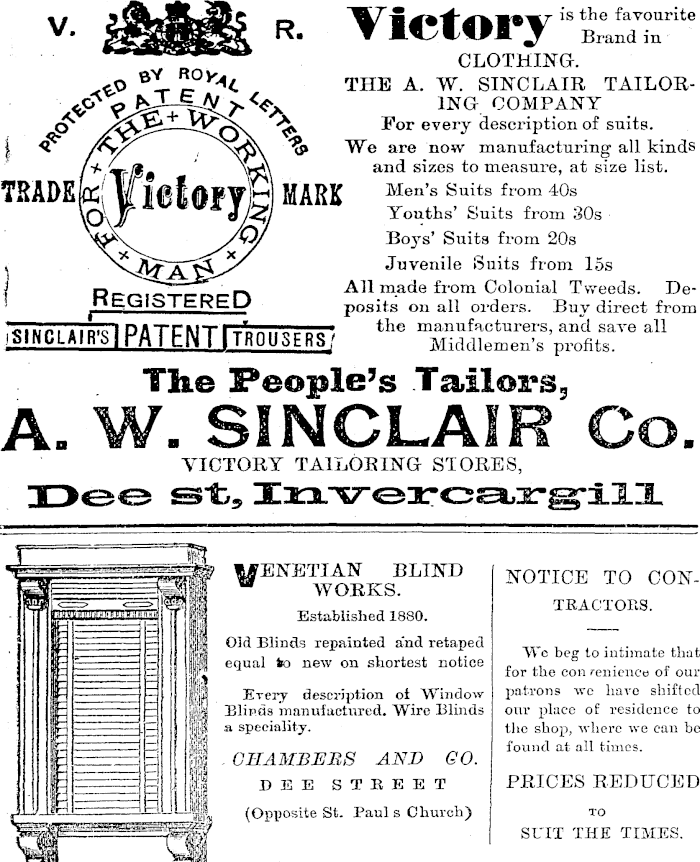 V. R.
PROTECTED BY ROYAL LETTERS
PATENT
FOR + THE + WORKING + MAN +
TRADE Victory MARK
REGISTERED
SINCLAIR'S PATENT TROUSERS
Victory is the favourite
Brand in
CLOTHING.
THE A. W. SINCLAIR TAILOR-
ING COMPANY
For every description of suits.
We are now manufacturing all kinds
and sizes to measure, at size list.
Men's Suits from 40s
Youths' Suits from 30s
Boys' Suits from 20s
Juvenile Suits from 15s
All made from Colonial Tweeds. De-
posits on all orders. Buy direct from
the manufacturers, and save all
Middlemen's profits.
The People's Tailors,
A. W. SINCLAIR Co.
VICTORY TAILORING STORES,
Dee st, Invercargill
VENETIAN BLIND
WORKS.
Established 1880.
Old Blinds repainted and retaped
equal to new on shortest notice
Every description of Window
Blinds manufactured. Wire Blinds
a speciality.
CHAMBERS AND CO.
DEE STREET
(Opposite St. Paul s Church)
NOTICE TO CON-
TRACTORS.
We beg to intimate that
for the convenience of our
patrons we have shifted
our place of residence to
the shop, where we can be
found at all times.
PRICES REDUCED
TO
SUIT THE TIMES.